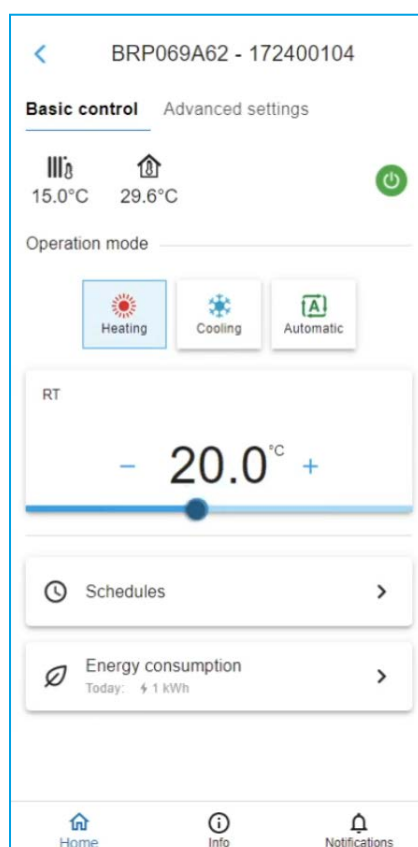 BRP069A62 - 172400104
Basic control Advanced settings
15.0°C 29.6°C
Operation mode
Heating Cooling A Automatic
RT
− 20.0 °C +
Schedules
Energy consumption
Today: 1 kWh
Home Info Notifications